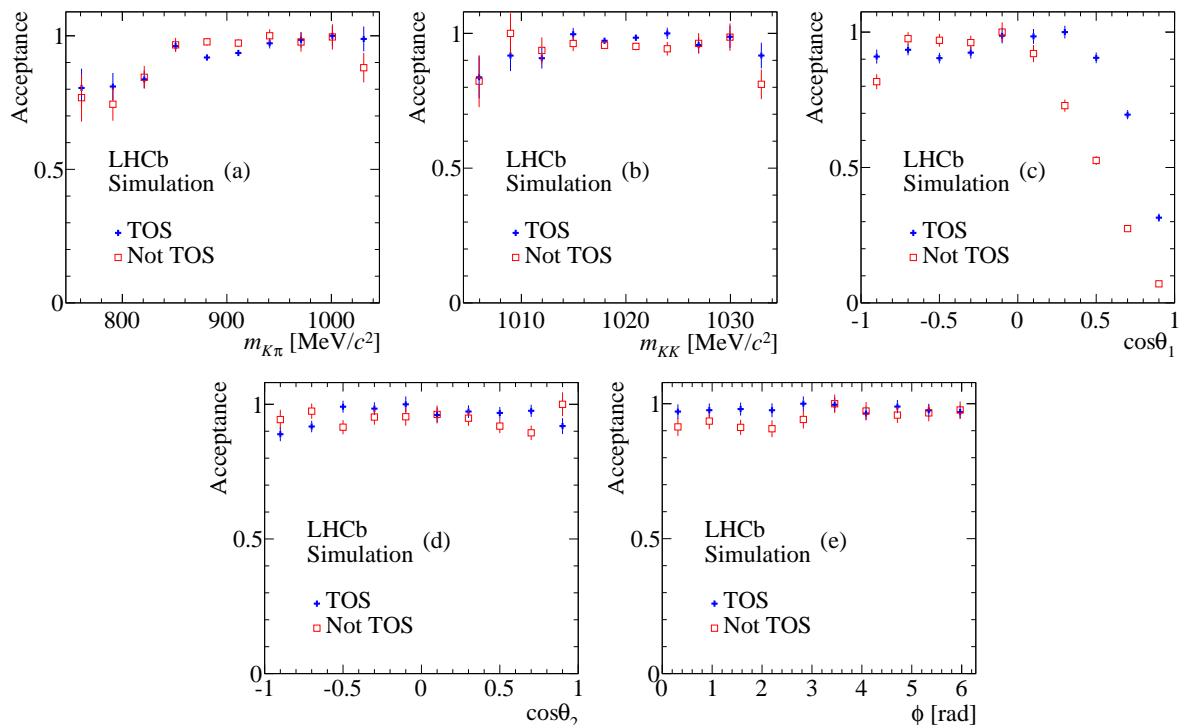 Acceptance
1
0.5
0
LHCb
Simulation
(a)
TOS
Not TOS
800
900
1000
m_{Kπ} [MeV/c²]
Acceptance
1
0.5
0
LHCb
Simulation
(b)
TOS
Not TOS
1010
1020
1030
m_{KK} [MeV/c²]
Acceptance
1
0.5
0
LHCb
Simulation
(c)
TOS
Not TOS
-1
-0.5
0
0.5
1
cosθ₁
Acceptance
1
0.5
0
LHCb
Simulation
(d)
TOS
Not TOS
-1
-0.5
0
0.5
1
cosθ₂
Acceptance
1
0.5
0
LHCb
Simulation
(e)
TOS
Not TOS
0
1
2
3
4
5
6
ϕ [rad]